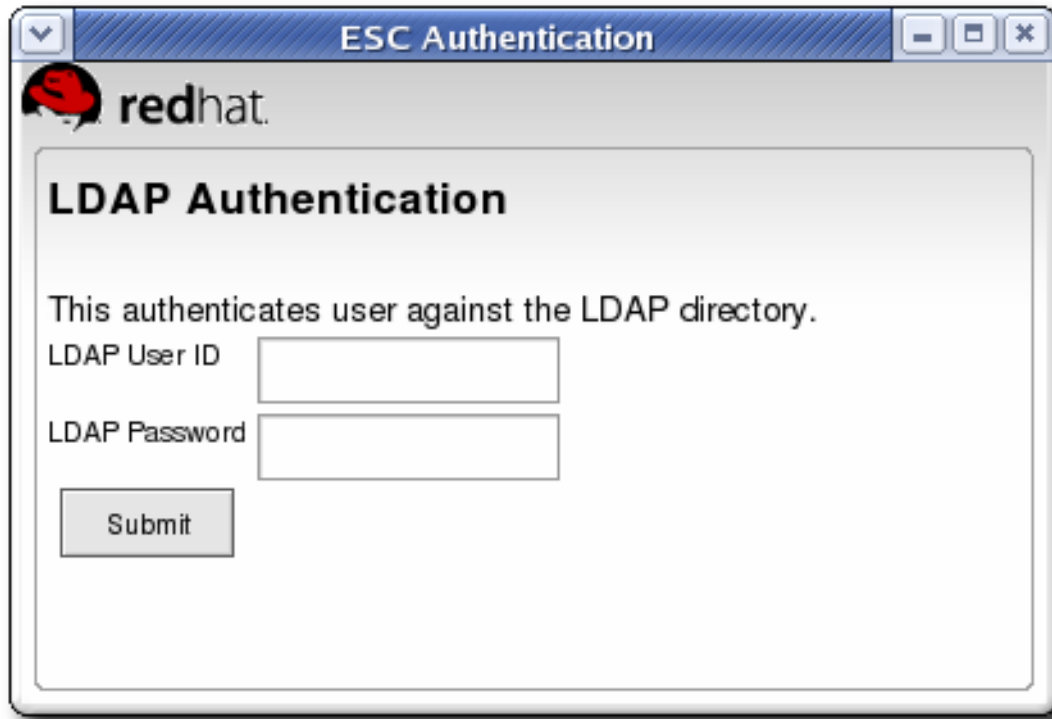 ESC Authentication
redhat.
LDAP Authentication
This authenticates user against the LDAP directory.
LDAP User ID
LDAP Password
Submit